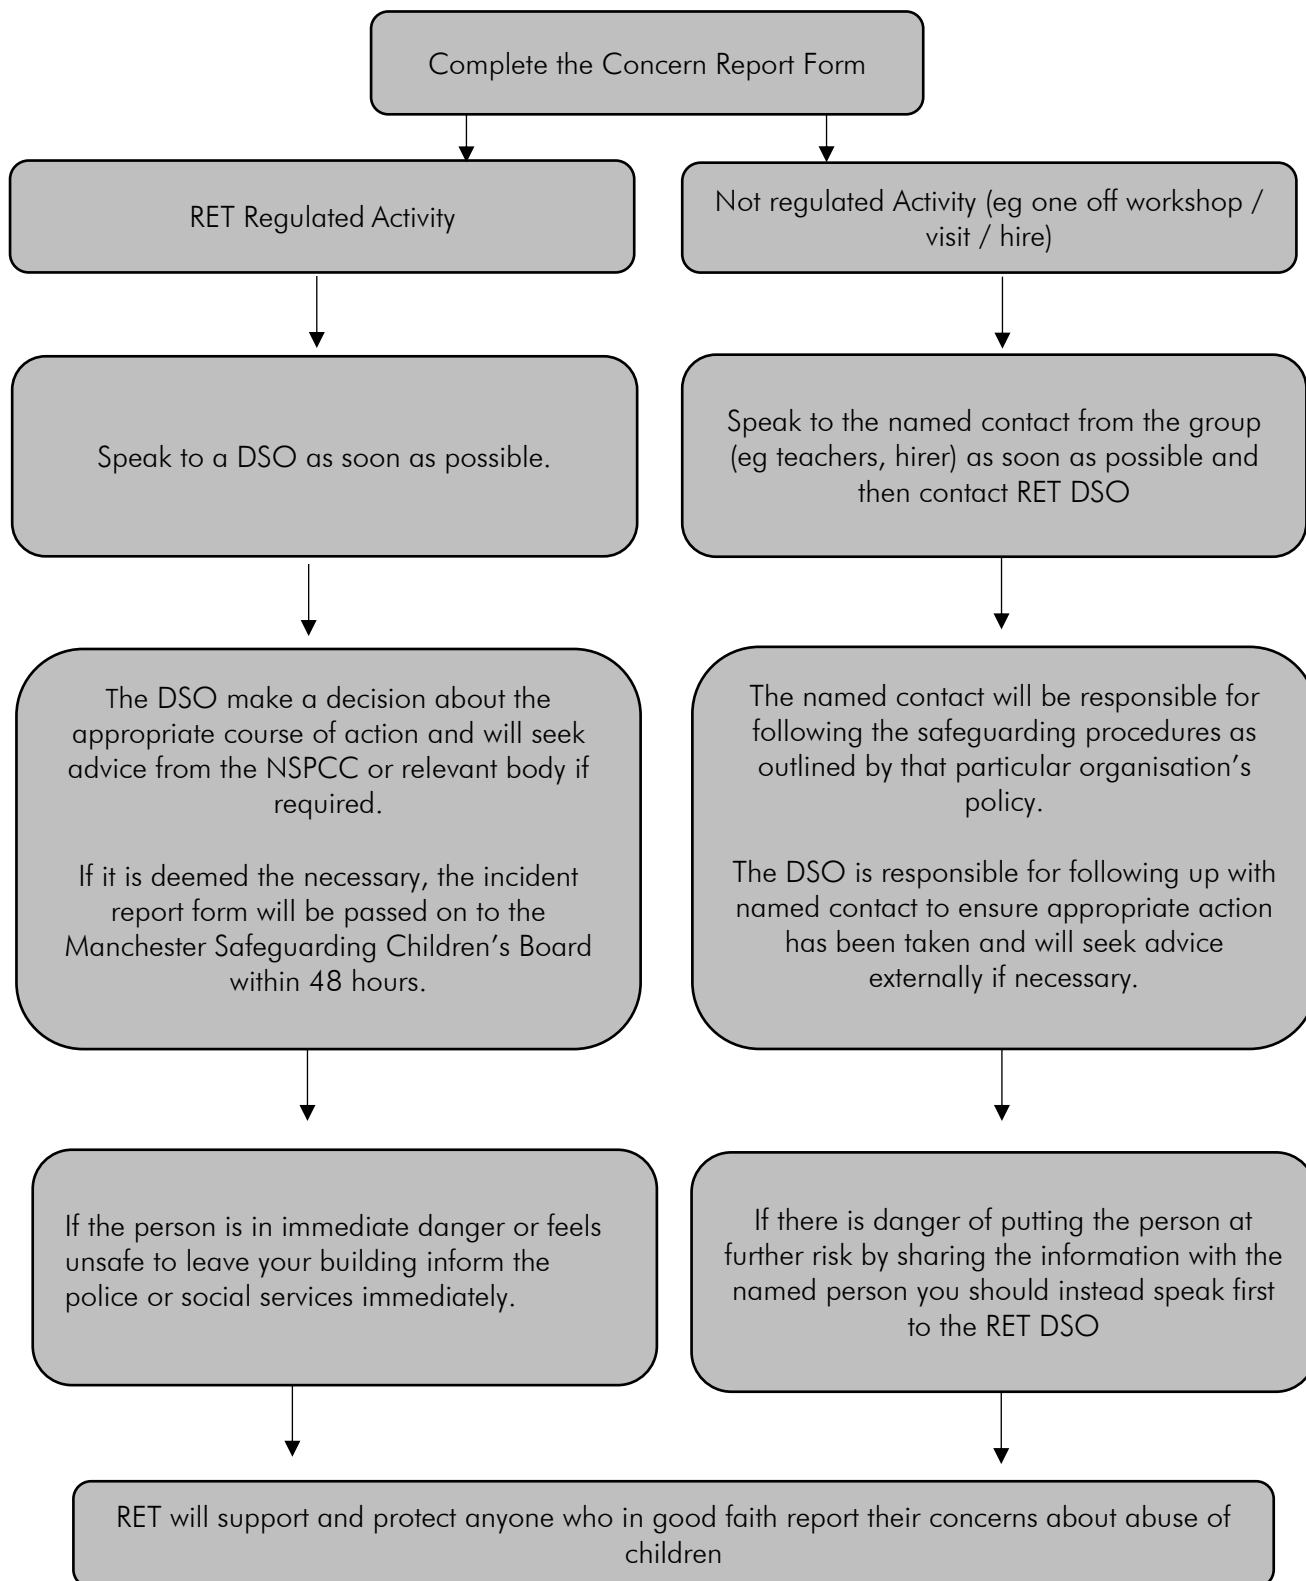 Complete the Concern Report Form
RET Regulated Activity
Not regulated Activity (eg one off workshop /
visit / hire)
Speak to a DSO as soon as possible.
Speak to the named contact from the group
(eg teachers, hirer) as soon as possible and
then contact RET DSO
The DSO make a decision about the
appropriate course of action and will seek
advice from the NSPCC or relevant body if
required.
If it is deemed the necessary, the incident
report form will be passed on to the
Manchester Safeguarding Children’s Board
within 48 hours.
The named contact will be responsible for
following the safeguarding procedures as
outlined by that particular organisation’s
policy.
The DSO is responsible for following up with
named contact to ensure appropriate action
has been taken and will seek advice
externally if necessary.
If the person is in immediate danger or feels
unsafe to leave your building inform the
police or social services immediately.
If there is danger of putting the person at
further risk by sharing the information with the
named person you should instead speak first
to the RET DSO
RET will support and protect anyone who in good faith report their concerns about abuse of
children